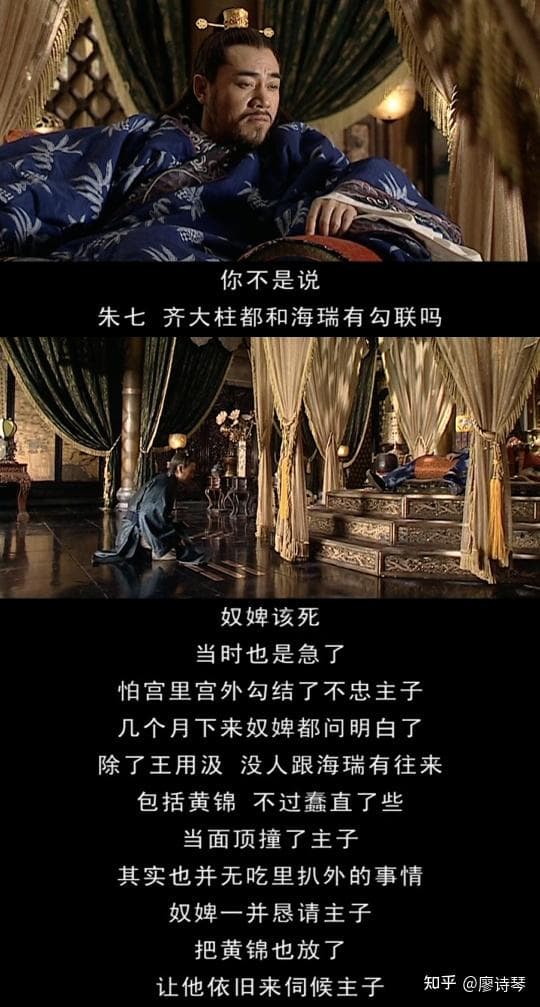 你不是说
朱七 齐大柱都和海瑞有勾联吗
奴婢该死
当时也是急了
怕宫里宫外勾结了不忠主子
几个月下来奴婢都问明白了
除了王用汲 没人跟海瑞有往来
包括黄锦 不过蠢直了些
当面顶撞了主子
其实也并无吃里扒外的事情
奴婢一并恳请主子
把黄锦也放了
让他依旧来伺候主子
知乎 @廖诗琴